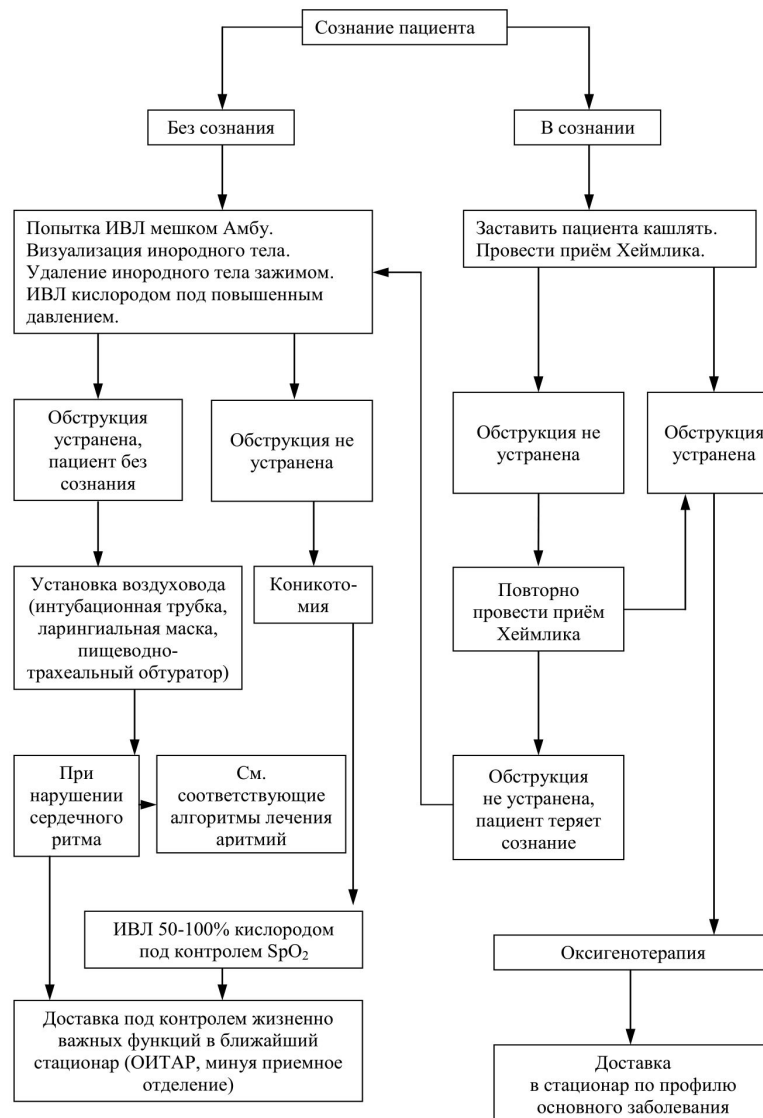 Сознание пациента
Без сознания
В сознании
Попытка ИВЛ мешком Амбу.
Визуализация инородного тела.
Удаление инородного тела зажимом.
ИВЛ кислородом под повышенным
давлением.
Заставить пациента кашлять.
Провести приём Хеймлика.
Обструкция
устранена,
пациент без
сознания
Обструкция не
устранена
Обструкция не
устранена
Обструкция
устранена
Установка воздуховода
(интубационная трубка,
ларингиальная маска,
пищеводно-
трахеальный обтуратор)
Коникото-
мия
Повторно
провести приём
Хеймлика
При
нарушении
сердечного
ритма
См.
соответствующие
алгоритмы лечения
аритмий
Обструкция
не устранена,
пациент теряет
сознание
ИВЛ 50-100% кислородом
под контролем SpO₂
Оксигенотерапия
Доставка под контролем жизненно
важных функций в ближайший
стационар (ОИТАР, минуя приемное
отделение)
Доставка
в стационар по профилю
основного заболевания